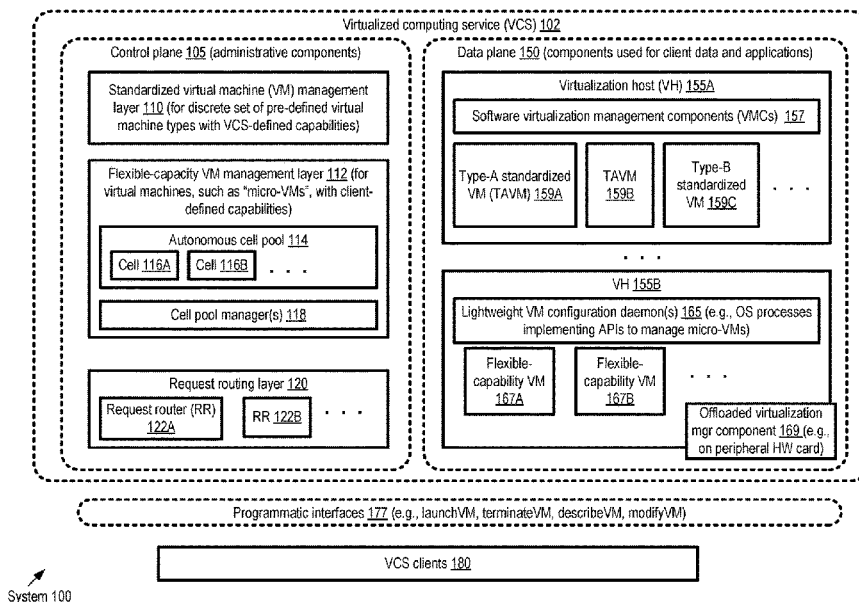 Virtualized computing service (VCS) 102
Control plane 105 (administrative components)
Standardized virtual machine (VM) management
layer 110 (for discrete set of pre-defined virtual
machine types with VCS-defined capabilities)
Flexible-capacity VM management layer 112 (for
virtual machines, such as "micro-VMs", with client-
defined capabilities)
Autonomous cell pool 114
Cell 116A
Cell 116B
. . .
Cell pool manager(s) 118
Request routing layer 120
Request router (RR)
122A
RR 122B
. . .
Data plane 150 (components used for client data and applications)
Virtualization host (VH) 155A
Software virtualization management components (VMCs) 157
Type-A standardized
VM (TAVM) 159A
TAVM
159B
Type-B
standardized
VM 159C
. . .
. . .
VH 155B
Lightweight VM configuration daemon(s) 165 (e.g., OS processes
implementing APIs to manage micro-VMs)
Flexible-
capability VM
167A
Flexible-
capability VM
167B
. . .
Offloaded virtualization
mgr component 169 (e.g.,
on peripheral HW card)
Programmatic interfaces 177 (e.g., launchVM, terminateVM, describeVM, modifyVM)
VCS clients 180
System 100